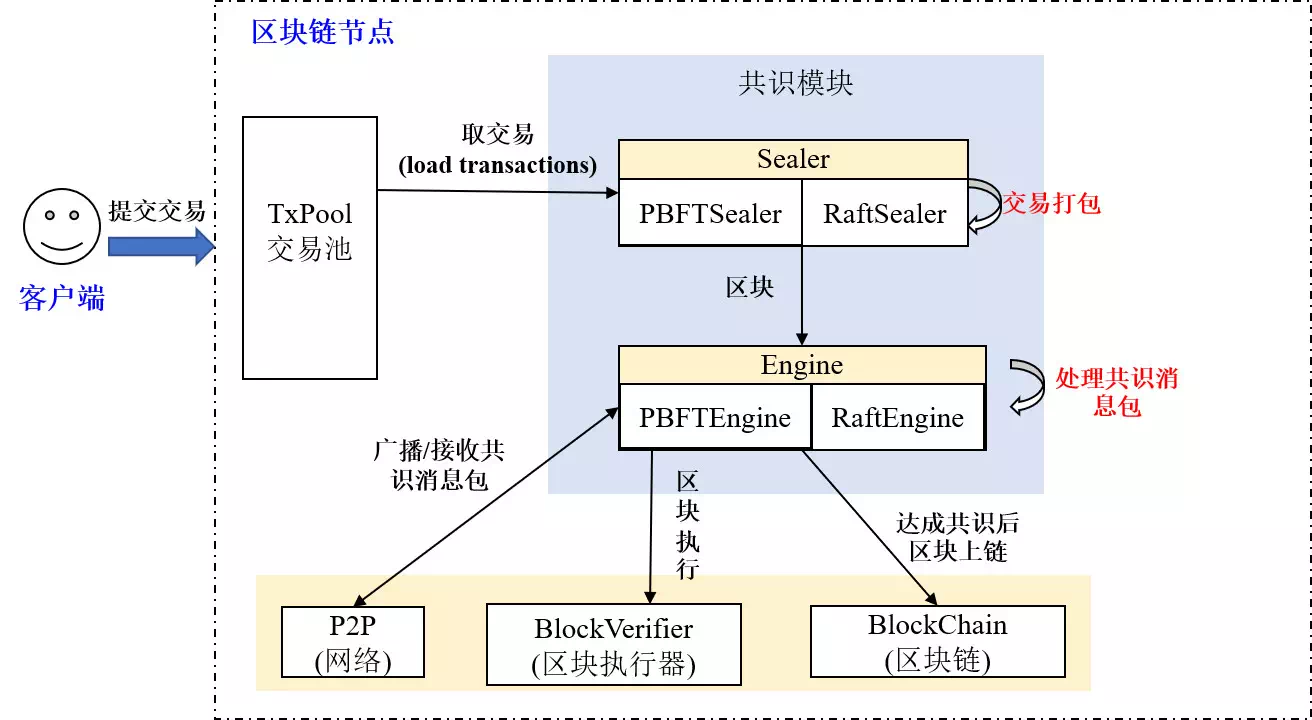 区块链节点
共识模块
取交易
(load transactions)
Sealer
PBFTSealer
RaftSealer
交易打包
提交交易
TxPool
交易池
客户端
区块
Engine
PBFTEngine
RaftEngine
处理共识消
息包
广播/接收共
识消息包
区
块
执
行
达成共识后
区块上链
P2P
(网络)
BlockVerifier
(区块执行器)
BlockChain
(区块链)